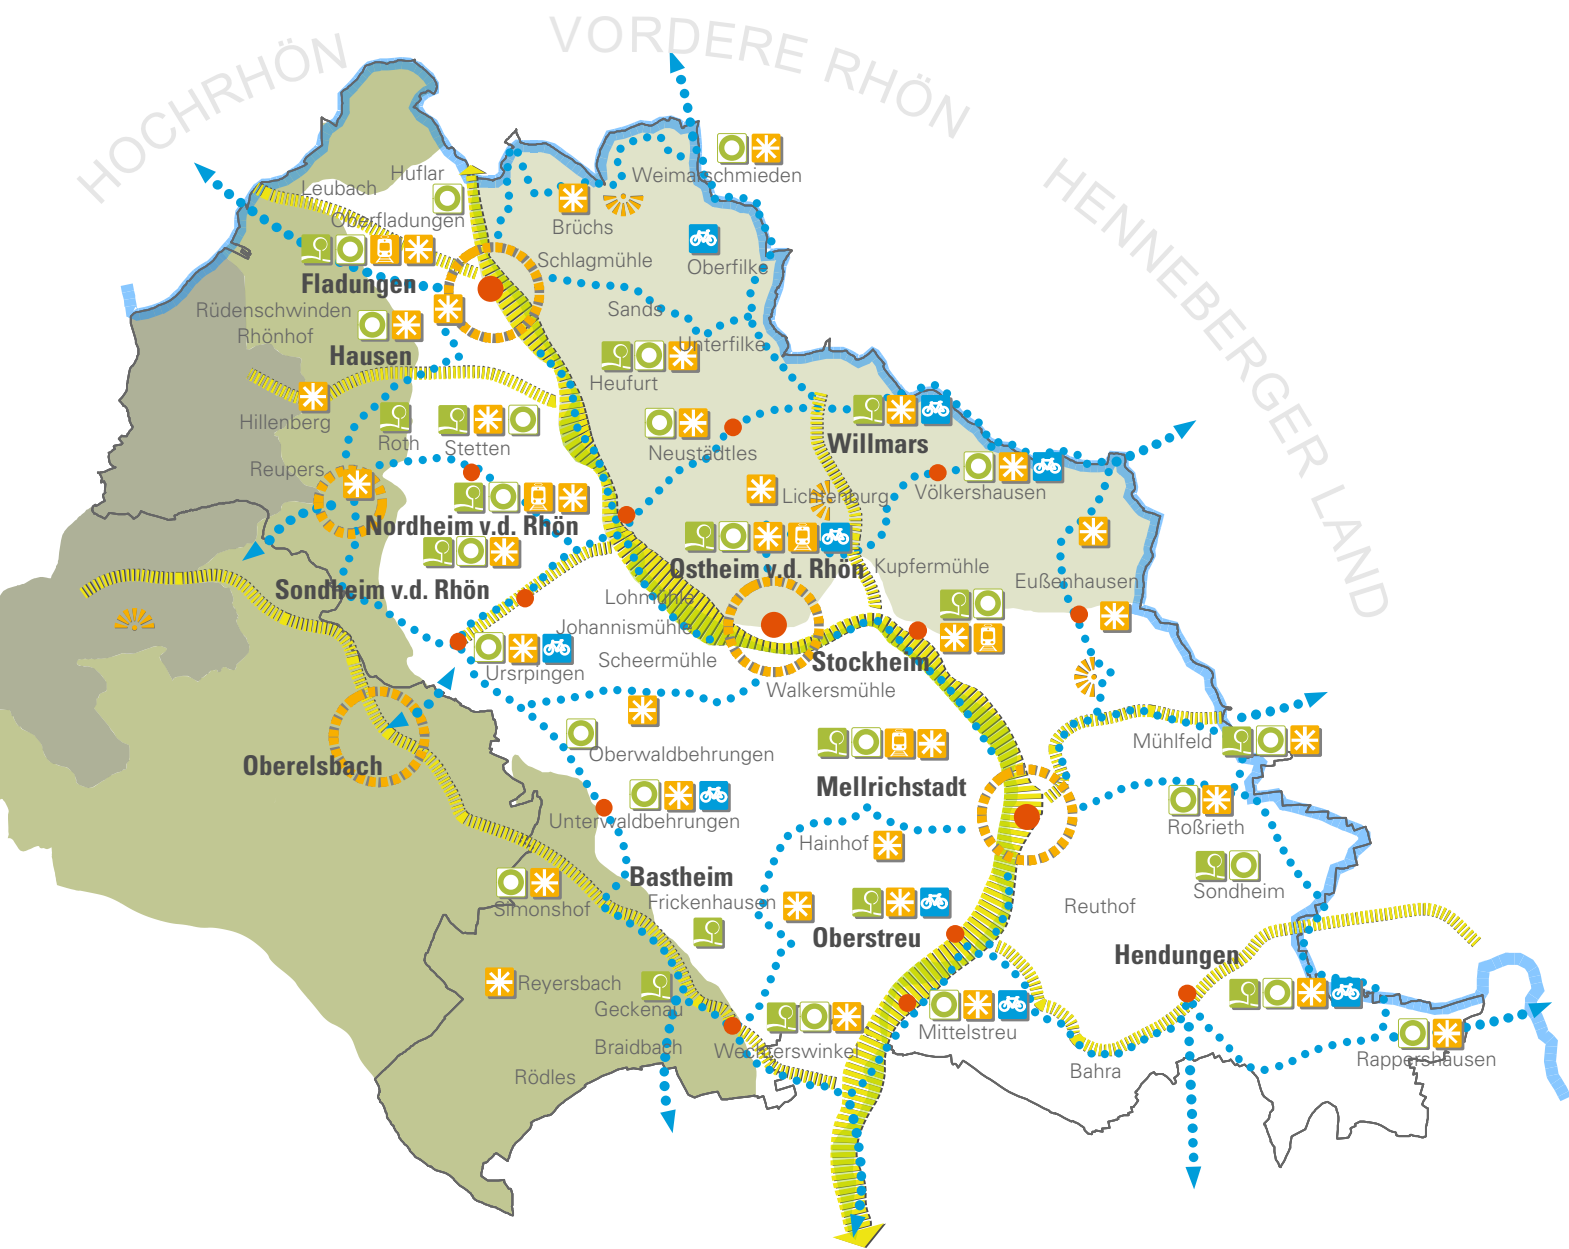 HOCHRHÖN
VORDERE RHÖN
HENNEBERGER LAND
Huflar
Leubach
Weimarschmieden
Oberfladungen
Brüchs
Schlagmühle
Oberfilke
Fladungen
Rüdenschwinden
Sands
Rhönhof
Unterfilke
Hausen
Heufurt
Hillenberg
Roth
Stetten
Neustädtles
Willmars
Reupers
Lichtenburg
Völkershausen
Nordheim v.d. Rhön
Ostheim v.d. Rhön
Kupfermühle
Eußenhausen
Sondheim v.d. Rhön
Lohmühle
Johannismühle
Scheermühle
Stockheim
Ursrpingen
Walkersmühle
Mühlfeld
Oberwaldbehrungen
Oberelsbach
Mellrichstadt
Unterwaldbehrungen
Roßrieth
Hainhof
Bastheim
Sondheim
Simonshof
Frickenhausen
Reuthof
Oberstreu
Hendungen
Reyersbach
Geckenau
Mittelstreu
Braidbach
Wechterswinkel
Rappershausen
Bahra
Rödles